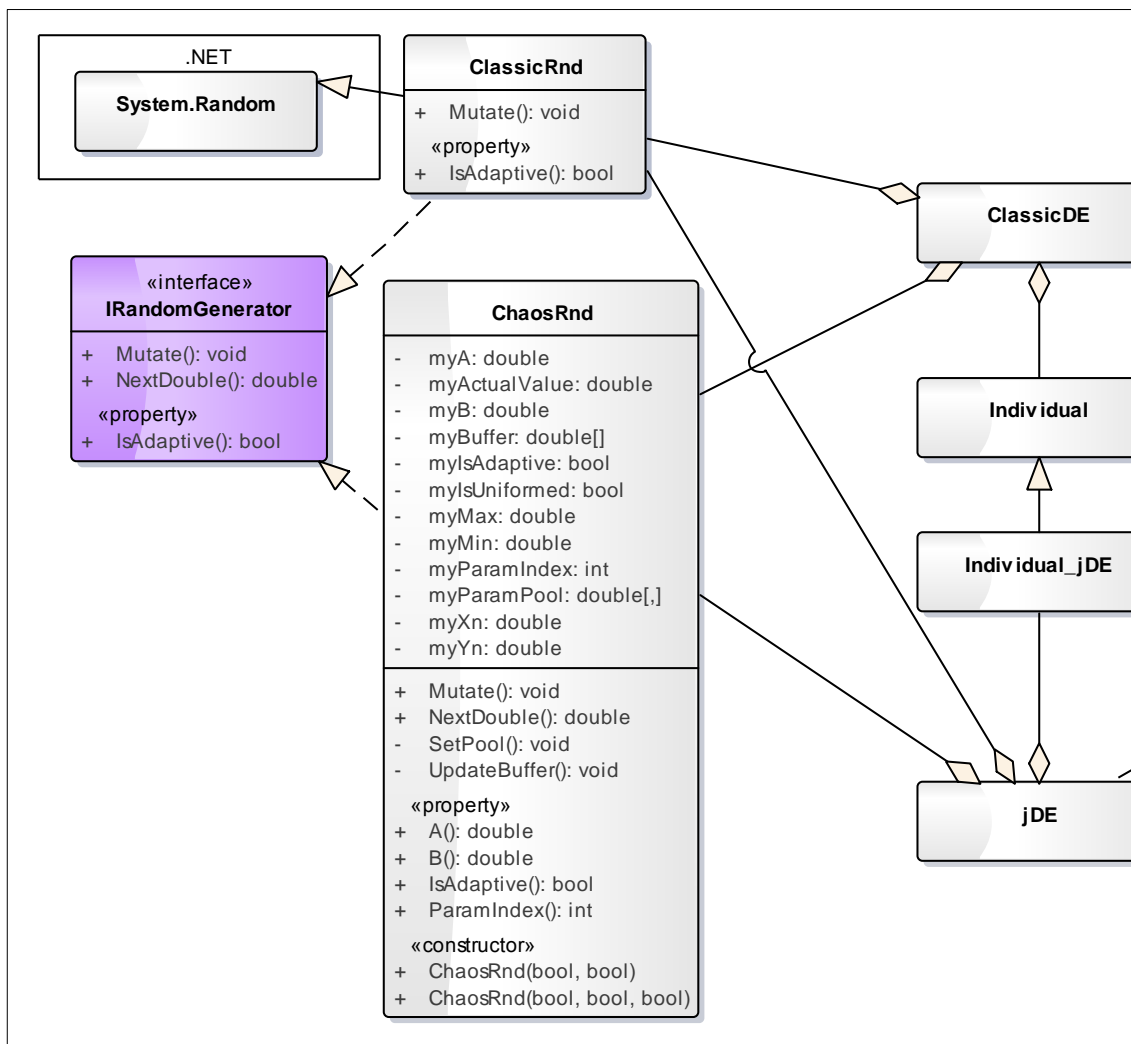 .NET
System.Random
ClassicRnd
+ Mutate(): void
«property»
+ IsAdaptive(): bool
«interface»
IRandomGenerator
+ Mutate(): void
+ NextDouble(): double
«property»
+ IsAdaptive(): bool
ChaosRnd
- myA: double
- myActualValue: double
- myB: double
- myBuffer: double[]
- myIsAdaptive: bool
- myIsUniformed: bool
- myMax: double
- myMin: double
- myParamIndex: int
- myParamPool: double[,]
- myXn: double
- myYn: double
+ Mutate(): void
+ NextDouble(): double
- SetPool(): void
- UpdateBuffer(): void
«property»
+ A(): double
+ B(): double
+ IsAdaptive(): bool
+ ParamIndex(): int
«constructor»
+ ChaosRnd(bool, bool)
+ ChaosRnd(bool, bool, bool)
ClassicDE
Individual
Individual_jDE
jDE